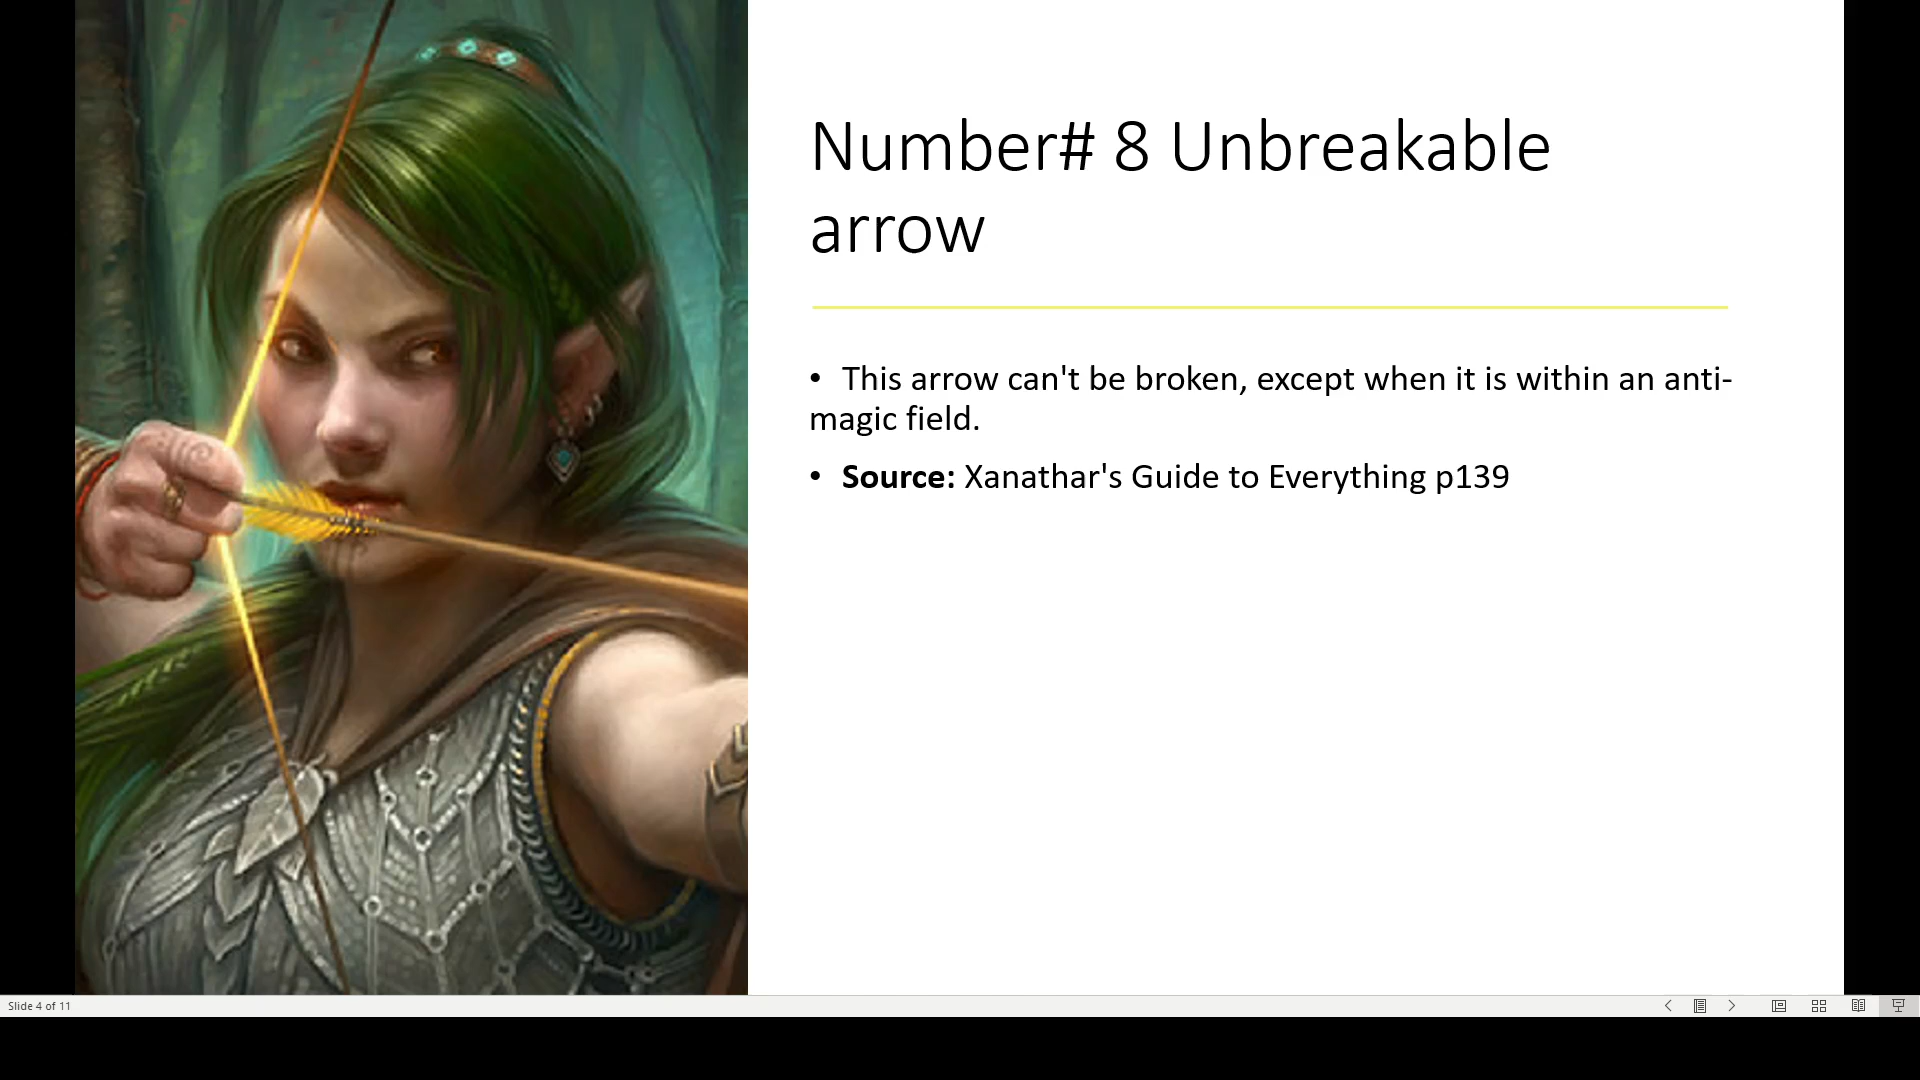 Number# 8 Unbreakable
arrow
• This arrow can't be broken, except when it is within an anti-
magic field.
• Source: Xanathar's Guide to Everything p139
Slide 4 of 11